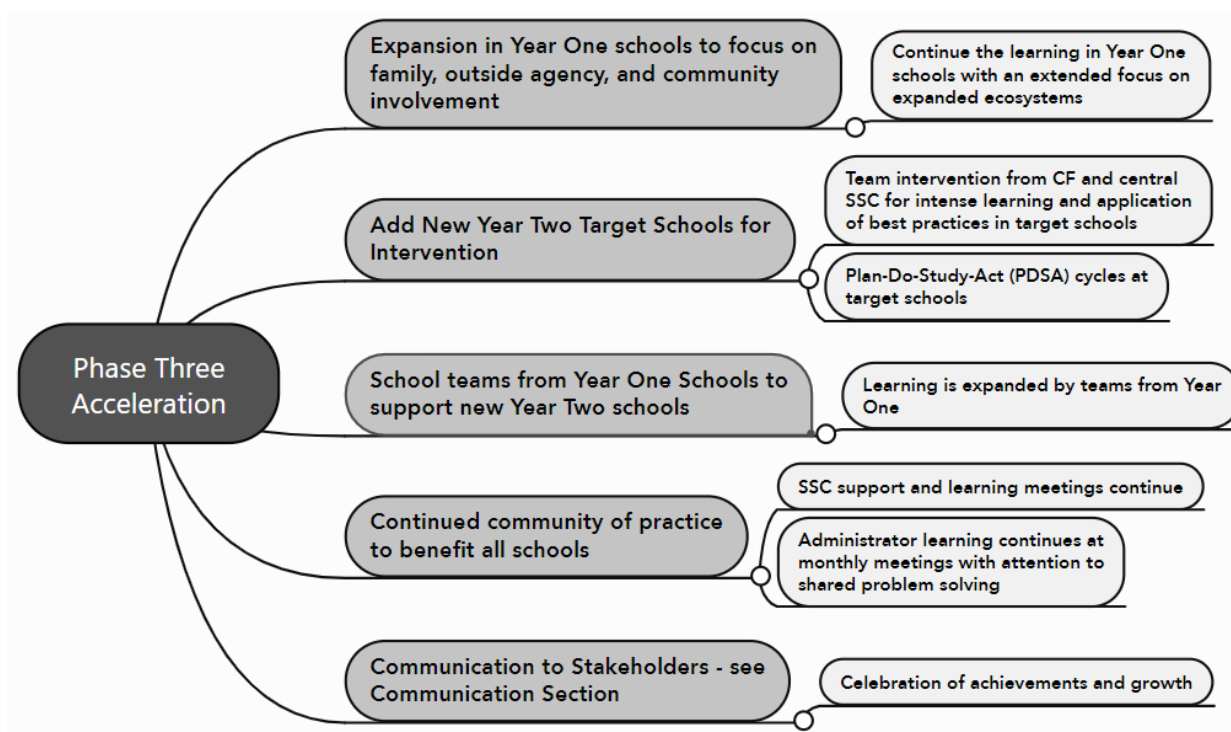 Phase Three
Acceleration
Expansion in Year One schools to focus on
family, outside agency, and community
involvement
Continue the learning in Year One
schools with an extended focus on
expanded ecosystems
Add New Year Two Target Schools for
Intervention
Team intervention from CF and central
SSC for intense learning and application
of best practices in target schools
Plan-Do-Study-Act (PDSA) cycles at
target schools
School teams from Year One Schools to
support new Year Two schools
Learning is expanded by teams from Year
One
Continued community of practice
to benefit all schools
SSC support and learning meetings continue
Administrator learning continues at
monthly meetings with attention to
shared problem solving
Communication to Stakeholders - see
Communication Section
Celebration of achievements and growth